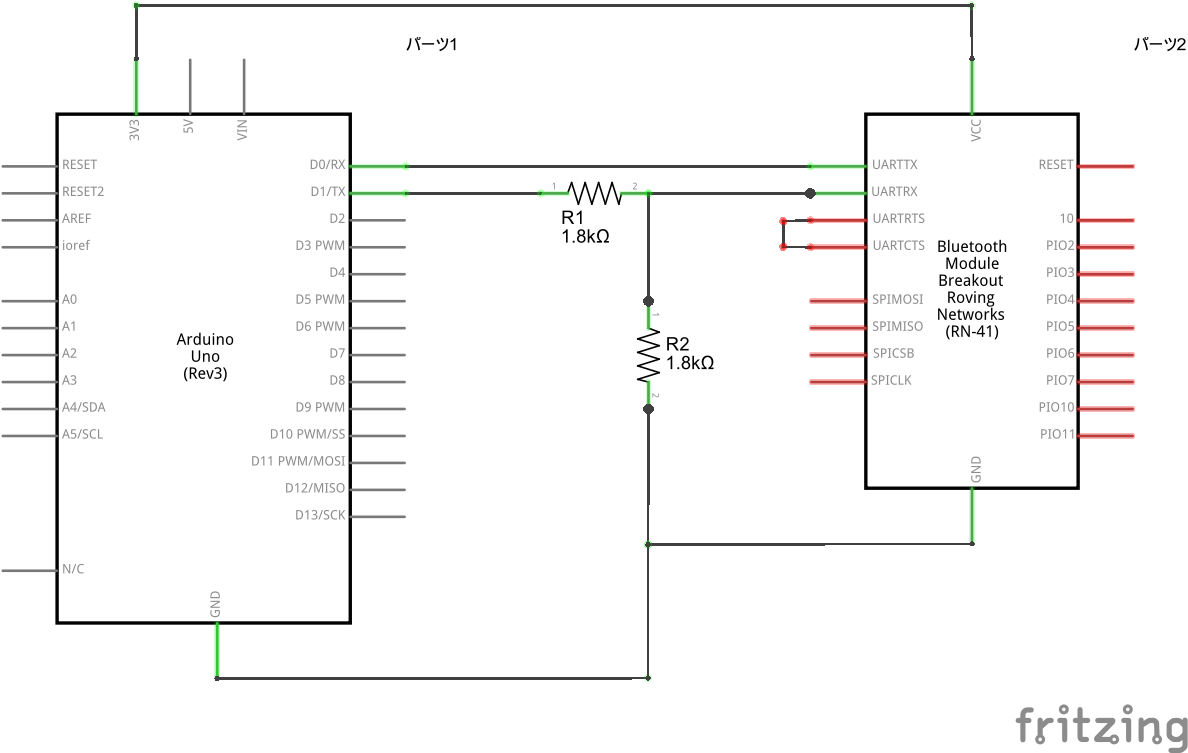 パーツ1
パーツ2
3V3
5V
VIN
VCC
RESET
D0/RX
UARTTX
RESET
RESET2
D1/TX
1
2
UARTRX
AREF
D2
R1
1.8kΩ
UARTRTS
10
ioref
D3 PWM
UARTCTS
PIO2
D4
PIO3
Bluetooth
Module
Breakout
Roving
Networks
(RN-41)
A0
D5 PWM
SPIMOSI
PIO4
1
A1
D6 PWM
SPIMISO
PIO5
Arduino
Uno
(Rev3)
A2
D7
R2
1.8kΩ
SPICSB
PIO6
A3
D8
2
SPICLK
PIO7
A4/SDA
D9 PWM
PIO10
A5/SCL
D10 PWM/SS
PIO11
D11 PWM/MOSI
GND
D12/MISO
D13/SCK
N/C
GND
fritzing